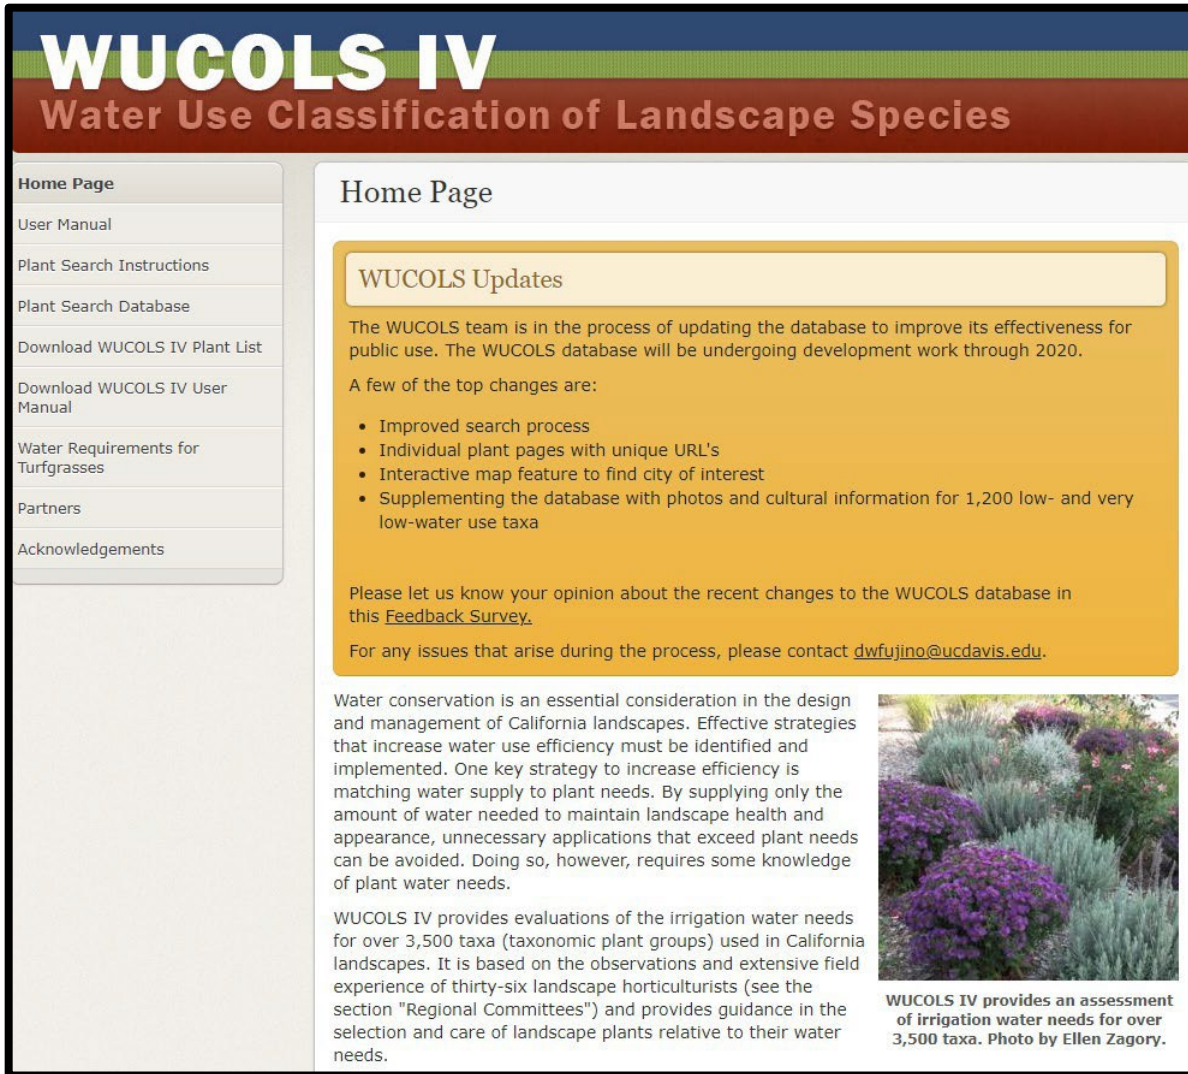 WUCOLS IV
Water Use Classification of Landscape Species
Home Page
User Manual
Plant Search Instructions
Plant Search Database
Download WUCOLS IV Plant List
Download WUCOLS IV User
Manual
Water Requirements for
Turfgrasses
Partners
Acknowledgements
Home Page
WUCOLS Updates
The WUCOLS team is in the process of updating the database to improve its effectiveness for
public use. The WUCOLS database will be undergoing development work through 2020.
A few of the top changes are:
• Improved search process
• Individual plant pages with unique URL's
• Interactive map feature to find city of interest
• Supplementing the database with photos and cultural information for 1,200 low- and very
low-water use taxa
Please let us know your opinion about the recent changes to the WUCOLS database in
this Feedback Survey.
For any issues that arise during the process, please contact dwfujino@ucdavis.edu.
Water conservation is an essential consideration in the design
and management of California landscapes. Effective strategies
that increase water use efficiency must be identified and
implemented. One key strategy to increase efficiency is
matching water supply to plant needs. By supplying only the
amount of water needed to maintain landscape health and
appearance, unnecessary applications that exceed plant needs
can be avoided. Doing so, however, requires some knowledge
of plant water needs.
WUCOLS IV provides evaluations of the irrigation water needs
for over 3,500 taxa (taxonomic plant groups) used in California
landscapes. It is based on the observations and extensive field
experience of thirty-six landscape horticulturists (see the
section "Regional Committees") and provides guidance in the
selection and care of landscape plants relative to their water
needs.
WUCOLS IV provides an assessment
of irrigation water needs for over
3,500 taxa. Photo by Ellen Zagory.